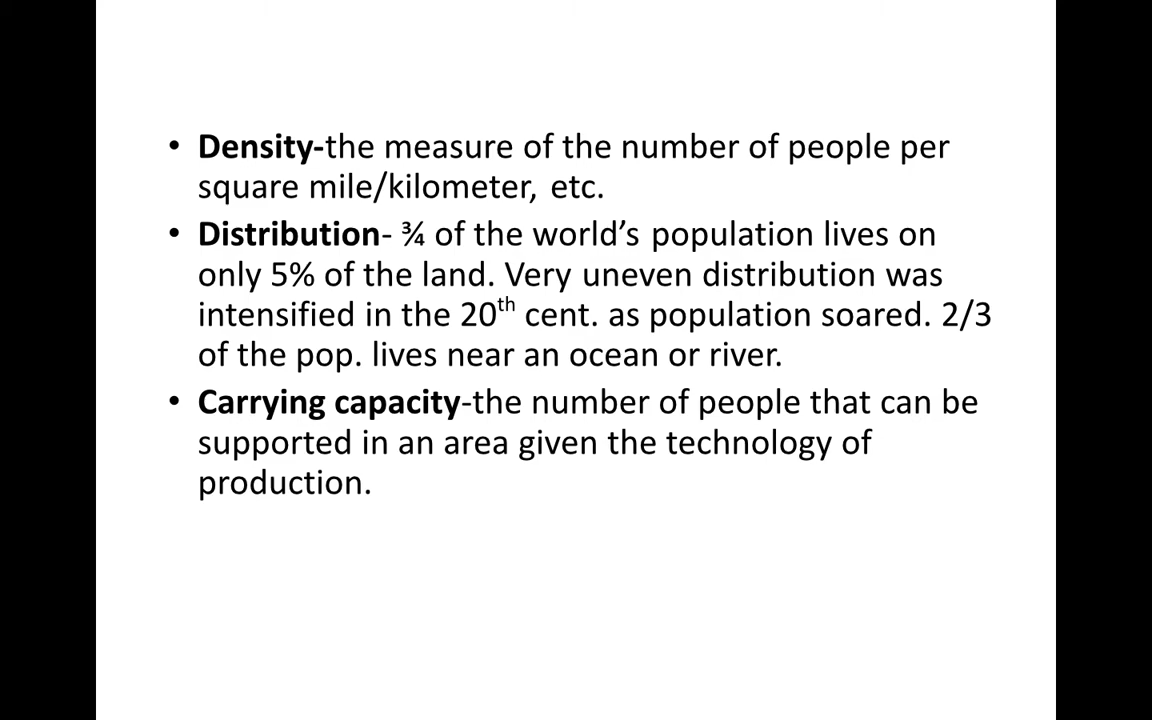 • Density-the measure of the number of people per
square mile/kilometer, etc.
• Distribution- ¾ of the world’s population lives on
only 5% of the land. Very uneven distribution was
intensified in the 20th cent. as population soared. 2/3
of the pop. lives near an ocean or river.
• Carrying capacity-the number of people that can be
supported in an area given the technology of
production.